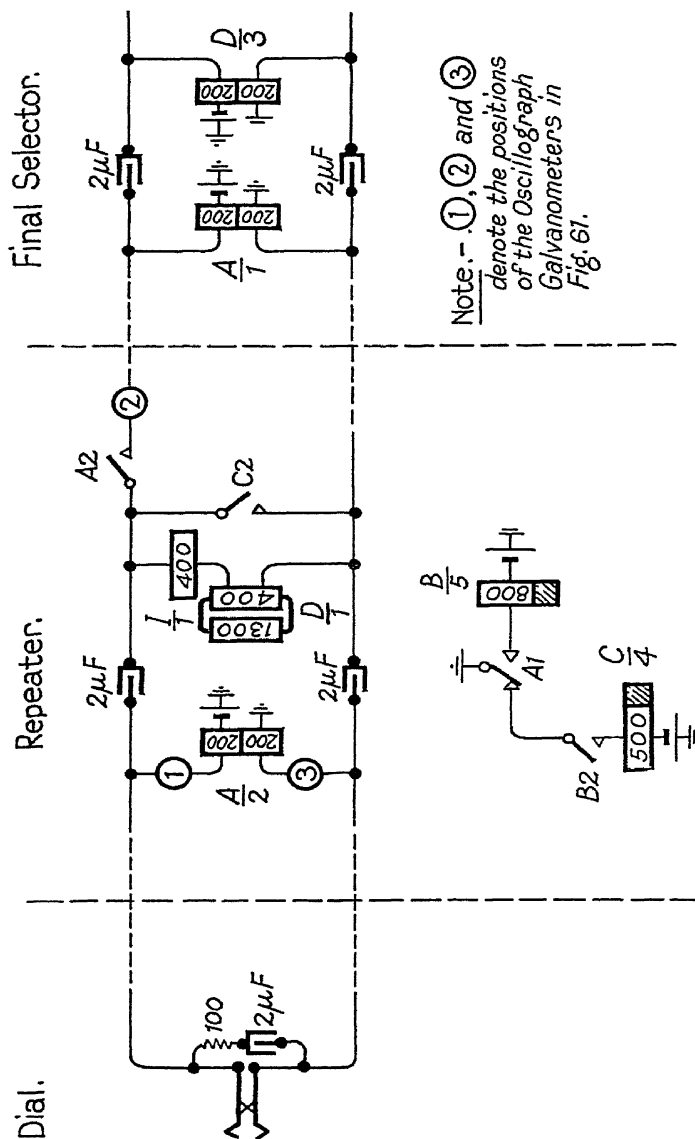 Dial.
Repeater.
Final Selector.
100
2µF
1
A
2
200
200
3
2µF
2µF
I
1
1300
400
400
D
1
C2
A2
2
A
1
200
200
2µF
2µF
D
3
200
200
B2
500
C
4
A1
800
B
5
Note:- 1, 2 and 3
denote the positions
of the Oscillograph
Galvanometers in
Fig. 61.